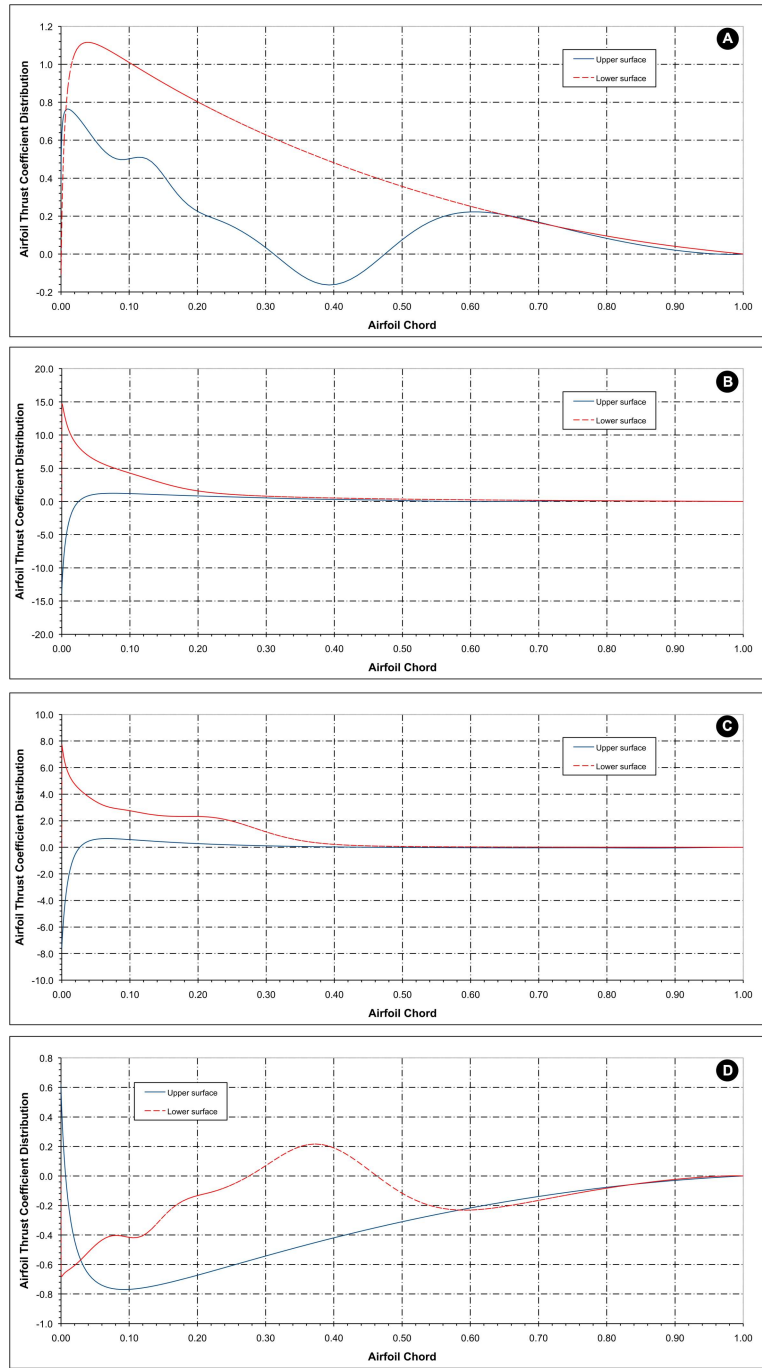 A
1.2
1.0
0.8
0.6
0.4
0.2
0.0
-0.2
Airfoil Thrust Coefficient Distribution
Upper surface
Lower surface
0.00 0.10 0.20 0.30 0.40 0.50 0.60 0.70 0.80 0.90 1.00
Airfoil Chord
B
20.0
15.0
10.0
5.0
0.0
-5.0
-10.0
-15.0
-20.0
Airfoil Thrust Coefficient Distribution
Upper surface
Lower surface
0.00 0.10 0.20 0.30 0.40 0.50 0.60 0.70 0.80 0.90 1.00
Airfoil Chord
C
10.0
8.0
6.0
4.0
2.0
0.0
-2.0
-4.0
-6.0
-8.0
-10.0
Airfoil Thrust Coefficient Distribution
Upper surface
Lower surface
0.00 0.10 0.20 0.30 0.40 0.50 0.60 0.70 0.80 0.90 1.00
Airfoil Chord
D
0.8
0.6
0.4
0.2
0.0
-0.2
-0.4
-0.6
-0.8
-1.0
Airfoil Thrust Coefficient Distribution
Upper surface
Lower surface
0.00 0.10 0.20 0.30 0.40 0.50 0.60 0.70 0.80 0.90 1.00
Airfoil Chord